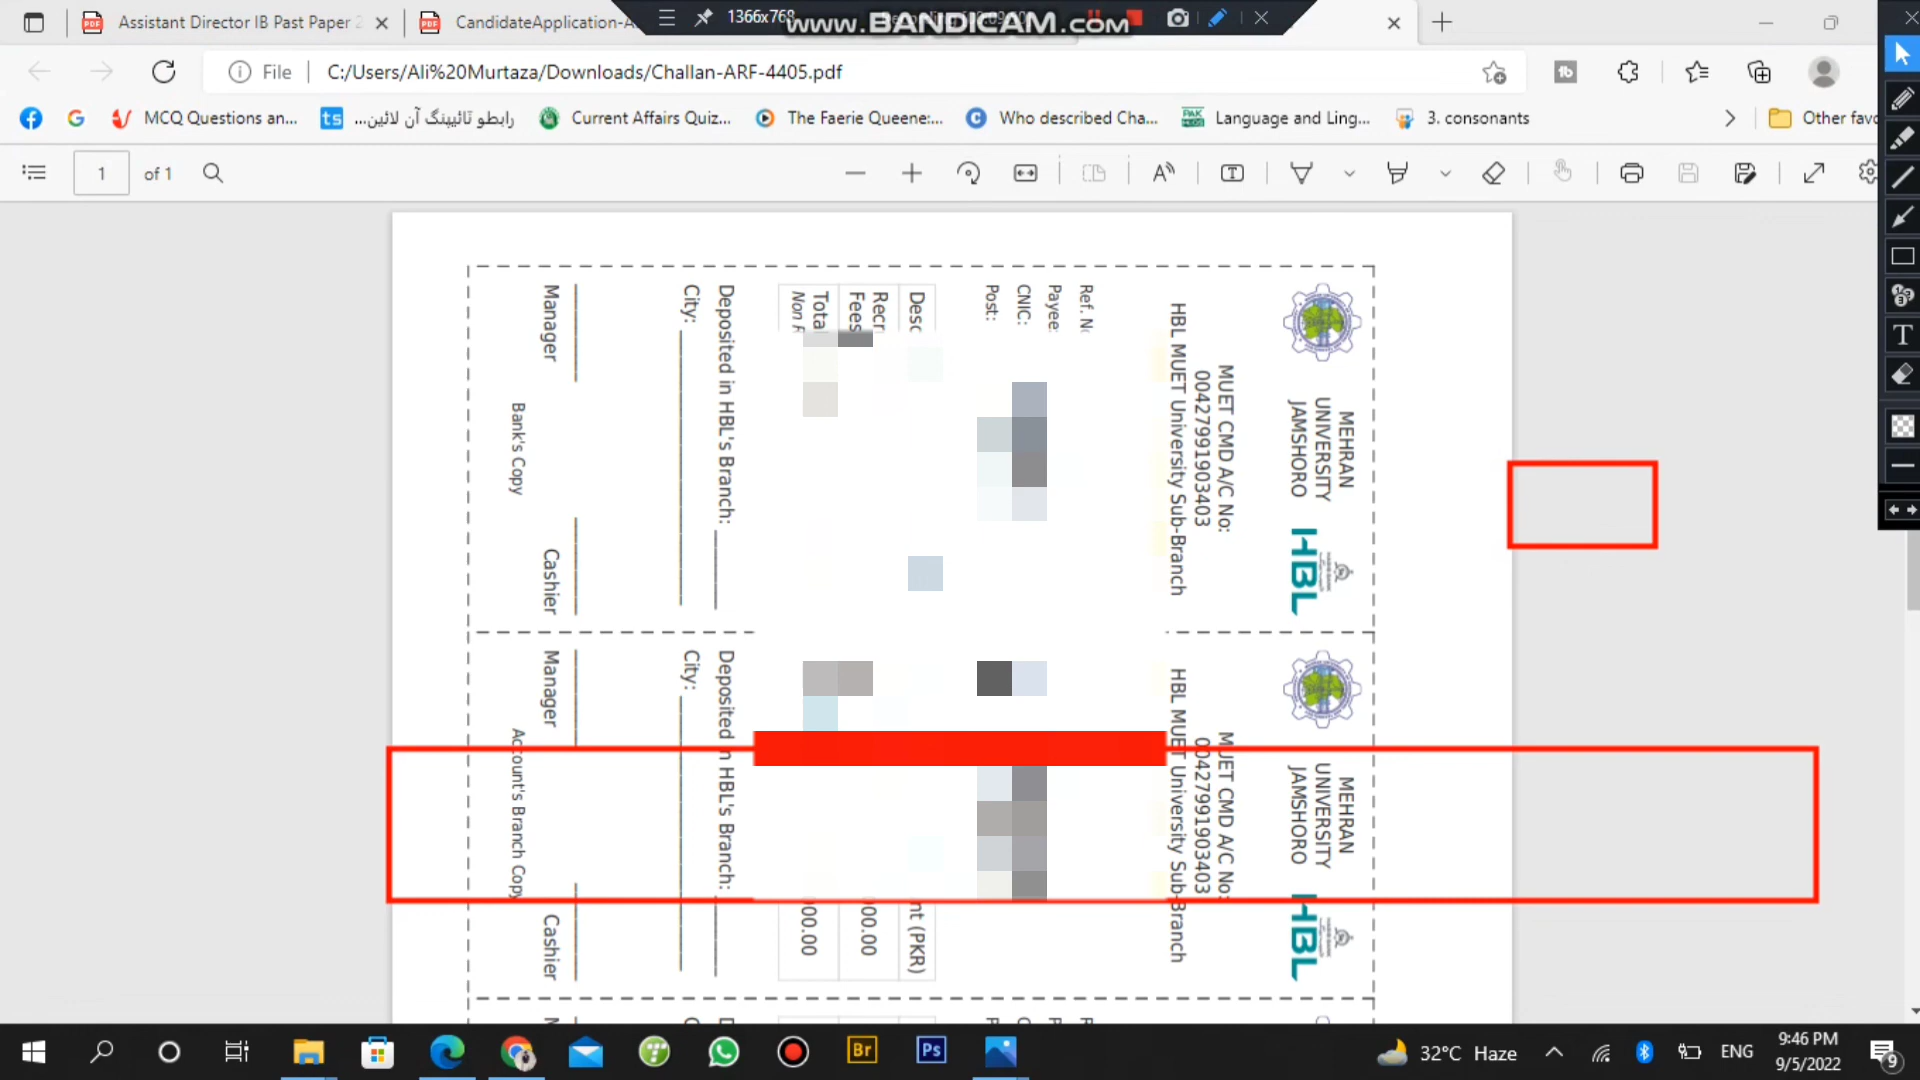 Assistant Director IB Past Paper 2
CandidateApplication-A
1366x768
www.BANDICAM.com
File
C:/Users/Ali%20Murtaza/Downloads/Challan-ARF-4405.pdf
MCQ Questions an...
رابطو ٽائيپنگ آن لائين...
Current Affairs Quiz...
The Faerie Queene:...
Who described Cha...
Language and Ling...
3. consonants
Other favo
1
of 1
MEHRAN
UNIVERSITY
JAMSHORO
HBL
MUET CMD A/C No:
00427991903403
HBL MUET University Sub-Branch
Ref. No
Payee:
CNIC:
Post:
Desc
Recr
Fees
Tota
Non R
Deposited in HBL's Branch:
City:
Manager
Cashier
Bank's Copy
MEHRAN
UNIVERSITY
JAMSHORO
HBL
MUET CMD A/C No:
00427991903403
HBL MUET University Sub-Branch
nt (PKR)
00.00
00.00
Deposited in HBL's Branch:
City:
Manager
Cashier
Account's Branch Copy
32°C Haze
ENG
9:46 PM
9/5/2022
9